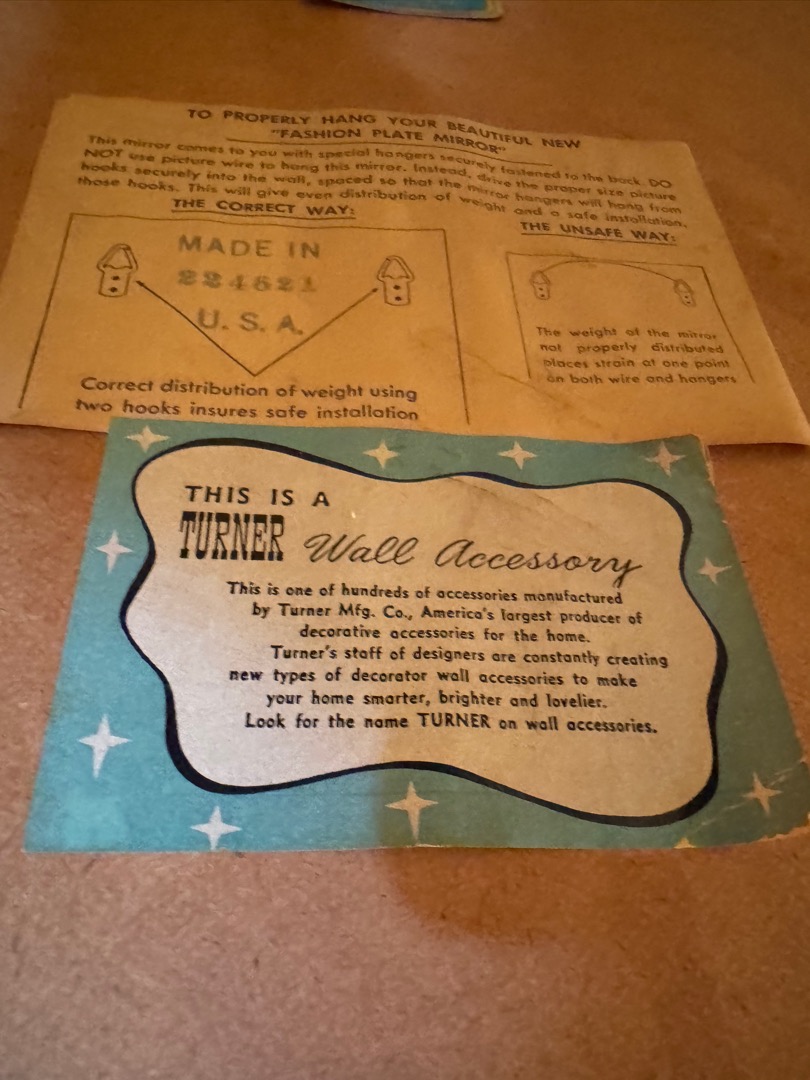 TO PROPERLY HANG YOUR BEAUTIFUL NEW
"FASHION PLATE MIRROR"
This mirror comes to you with special hangers securely fastened to the back. DO
NOT use picture wire to hang this mirror. Instead, drive the proper size picture
hooks securely into the wall, spaced so that the mirror hangers will hang from
those hooks. This will give even distribution of weight and a safe installation.
THE CORRECT WAY:
MADE IN
224621
U. S. A.
Correct distribution of weight using
two hooks insures safe installation
THE UNSAFE WAY:
The weight of the mirror
not properly distributed
places strain at one point
on both wire and hangers
THIS IS A
TURNER Wall Accessory
This is one of hundreds of accessories manufactured
by Turner Mfg. Co., America's largest producer of
decorative accessories for the home.
Turner's staff of designers are constantly creating
new types of decorator wall accessories to make
your home smarter, brighter and lovelier.
Look for the name TURNER on wall accessories.